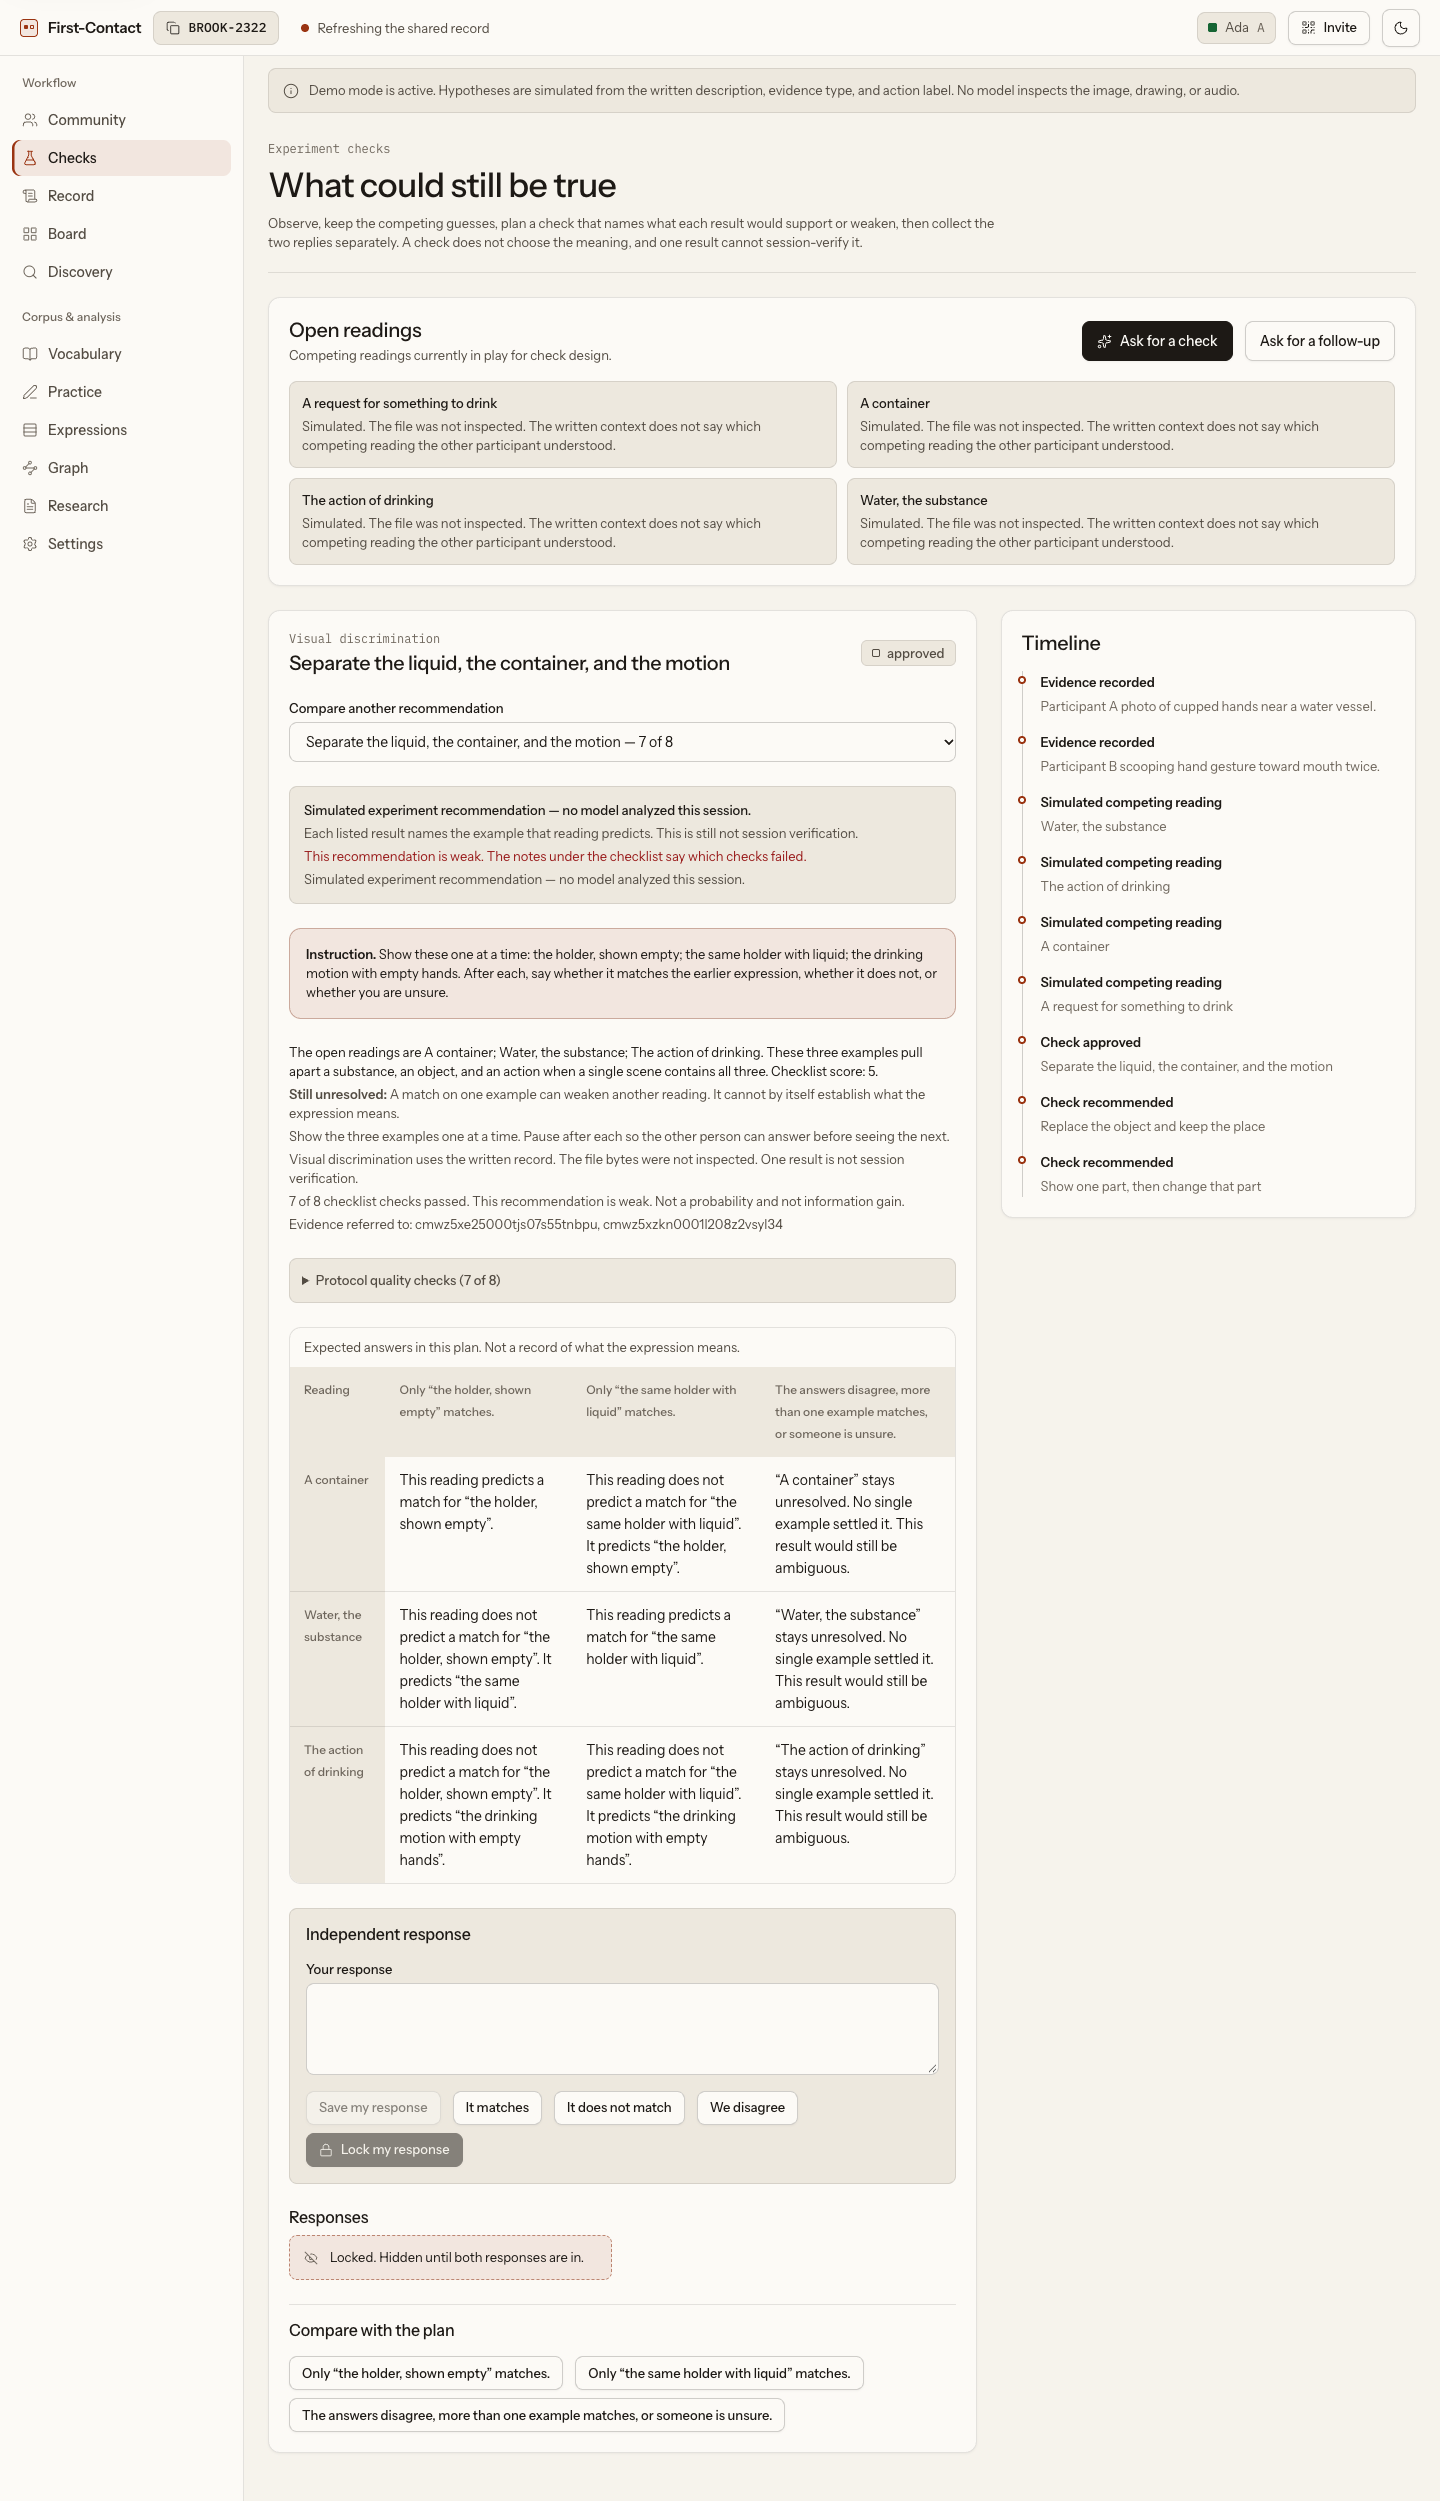 First-Contact
BROOK-2322
Refreshing the shared record
Ada A
Invite
Workflow
Community
Checks
Record
Board
Discovery
Corpus & analysis
Vocabulary
Practice
Expressions
Graph
Research
Settings
Demo mode is active. Hypotheses are simulated from the written description, evidence type, and action label. No model inspects the image, drawing, or audio.
Experiment checks
What could still be true
Observe, keep the competing guesses, plan a check that names what each result would support or weaken, then collect the
two replies separately. A check does not choose the meaning, and one result cannot session-verify it.
Open readings
Competing readings currently in play for check design.
Ask for a check
Ask for a follow-up
A request for something to drink
Simulated. The file was not inspected. The written context does not say which
competing reading the other participant understood.
A container
Simulated. The file was not inspected. The written context does not say which
competing reading the other participant understood.
The action of drinking
Simulated. The file was not inspected. The written context does not say which
competing reading the other participant understood.
Water, the substance
Simulated. The file was not inspected. The written context does not say which
competing reading the other participant understood.
Visual discrimination
Separate the liquid, the container, and the motion
approved
Compare another recommendation
Separate the liquid, the container, and the motion — 7 of 8
Simulated experiment recommendation — no model analyzed this session.
Each listed result names the example that reading predicts. This is still not session verification.
This recommendation is weak. The notes under the checklist say which checks failed.
Simulated experiment recommendation — no model analyzed this session.
Instruction. Show these one at a time: the holder, shown empty; the same holder with liquid; the drinking
motion with empty hands. After each, say whether it matches the earlier expression, whether it does not, or
whether you are unsure.
The open readings are A container; Water, the substance; The action of drinking. These three examples pull
apart a substance, an object, and an action when a single scene contains all three. Checklist score: 5.
Still unresolved: A match on one example can weaken another reading. It cannot by itself establish what the
expression means.
Show the three examples one at a time. Pause after each so the other person can answer before seeing the next.
Visual discrimination uses the written record. The file bytes were not inspected. One result is not session
verification.
7 of 8 checklist checks passed. This recommendation is weak. Not a probability and not information gain.
Evidence referred to: cmwz5xe25000tjs07s55tnbpu, cmwz5xzkn0001l208z2vsyl34
Protocol quality checks (7 of 8)
Expected answers in this plan. Not a record of what the expression means.
Reading
Only “the holder, shown
empty” matches.
Only “the same holder with
liquid” matches.
The answers disagree, more
than one example matches,
or someone is unsure.
A container
This reading predicts a
match for “the holder,
shown empty”.
This reading does not
predict a match for “the
same holder with liquid”.
It predicts “the holder,
shown empty”.
“A container” stays
unresolved. No single
example settled it. This
result would still be
ambiguous.
Water, the
substance
This reading does not
predict a match for “the
holder, shown empty”. It
predicts “the same
holder with liquid”.
This reading predicts a
match for “the same
holder with liquid”.
“Water, the substance”
stays unresolved. No
single example settled it.
This result would still be
ambiguous.
The action
of drinking
This reading does not
predict a match for “the
holder, shown empty”. It
predicts “the drinking
motion with empty
hands”.
This reading does not
predict a match for “the
same holder with liquid”.
It predicts “the drinking
motion with empty
hands”.
“The action of drinking”
stays unresolved. No
single example settled it.
This result would still be
ambiguous.
Independent response
Your response
Save my response
It matches
It does not match
We disagree
Lock my response
Responses
Locked. Hidden until both responses are in.
Compare with the plan
Only “the holder, shown empty” matches.
Only “the same holder with liquid” matches.
The answers disagree, more than one example matches, or someone is unsure.
Timeline
Evidence recorded
Participant A photo of cupped hands near a water vessel.
Evidence recorded
Participant B scooping hand gesture toward mouth twice.
Simulated competing reading
Water, the substance
Simulated competing reading
The action of drinking
Simulated competing reading
A container
Simulated competing reading
A request for something to drink
Check approved
Separate the liquid, the container, and the motion
Check recommended
Replace the object and keep the place
Check recommended
Show one part, then change that part